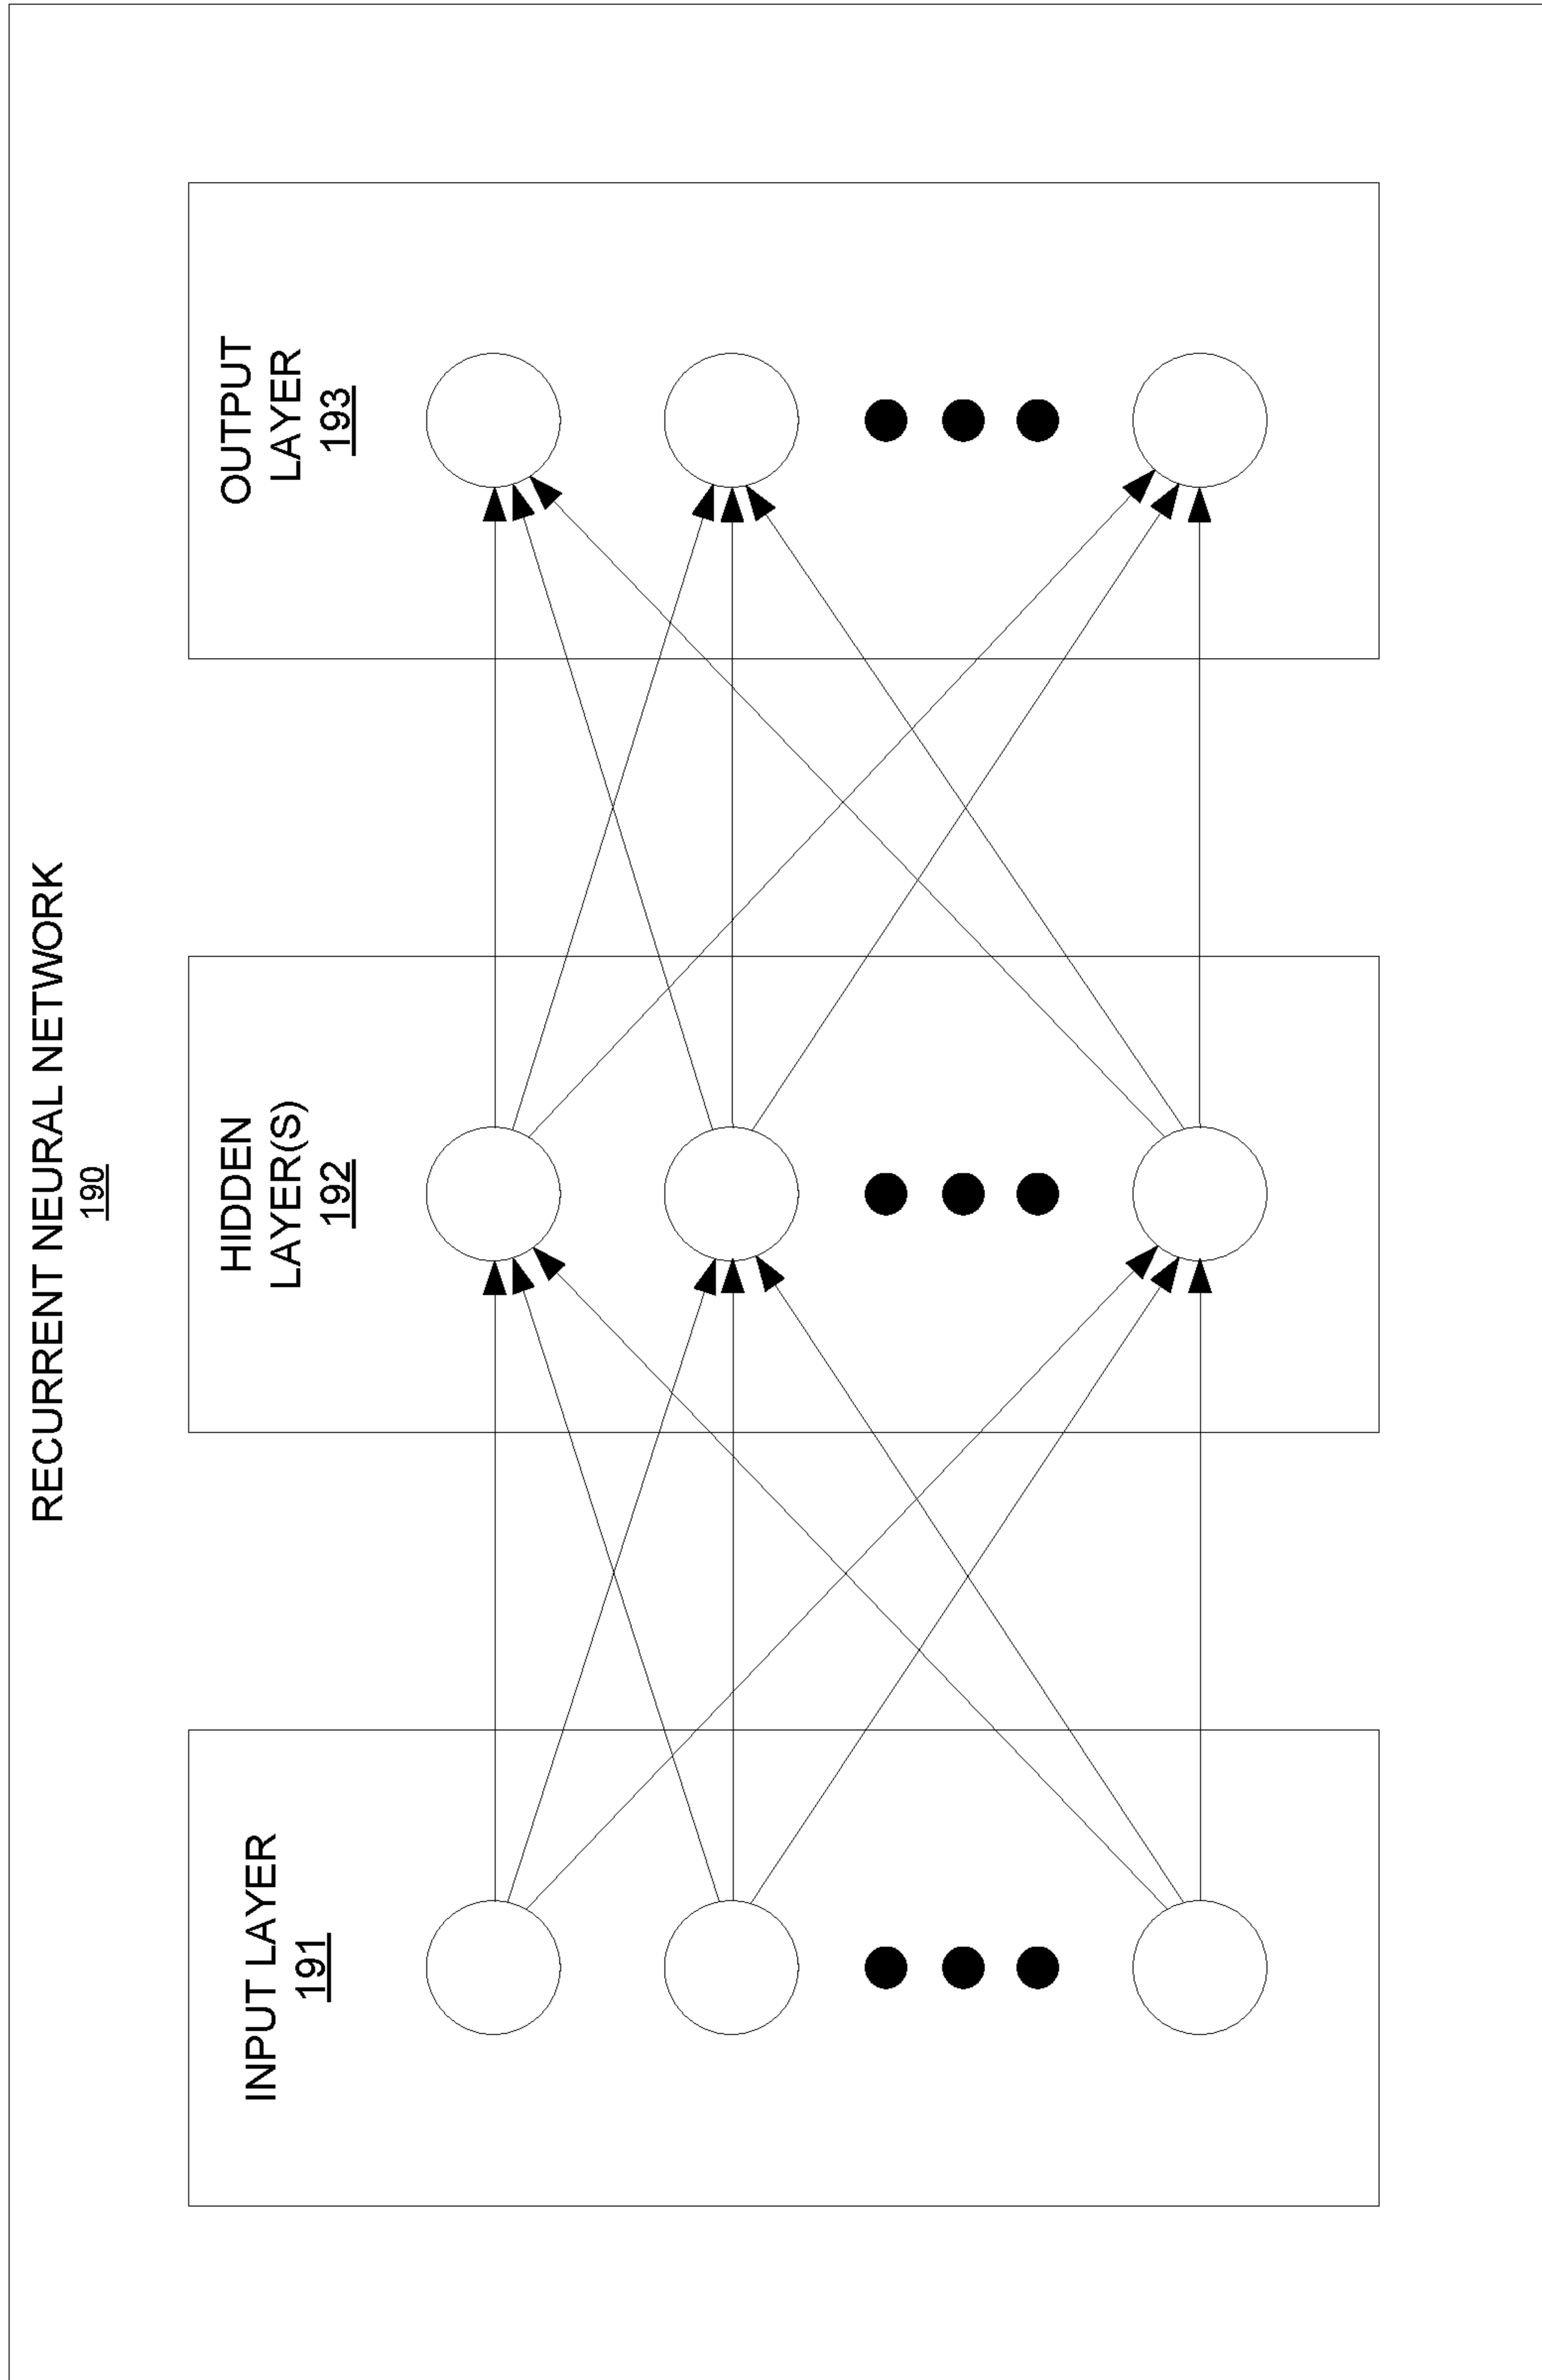 RECURRENT NEURAL NETWORK
190
INPUT LAYER
191
HIDDEN
LAYER(S)
192
OUTPUT
LAYER
193